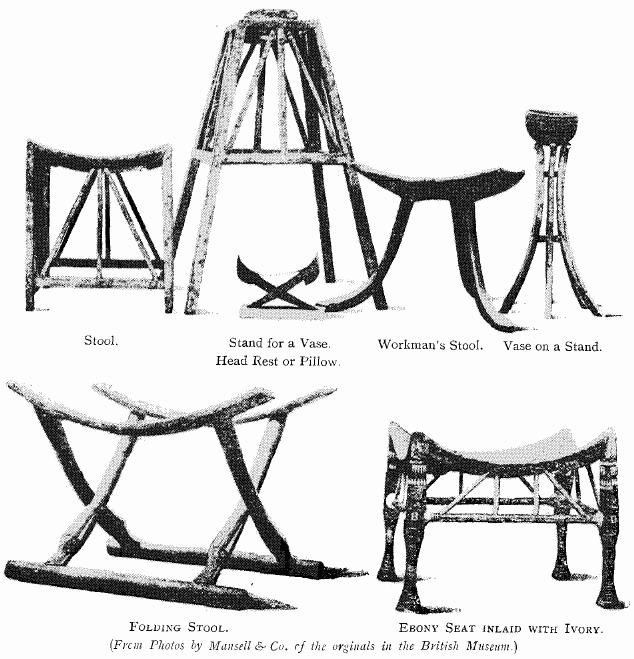 Stool.
Stand for a Vase.
Head Rest or Pillow.
Workman's Stool.
Vase on a Stand.
FOLDING STOOL.
EBONY SEAT INLAID WITH IVORY.
(From Photos by Mansell & Co. of the orginals in the British Museum.)